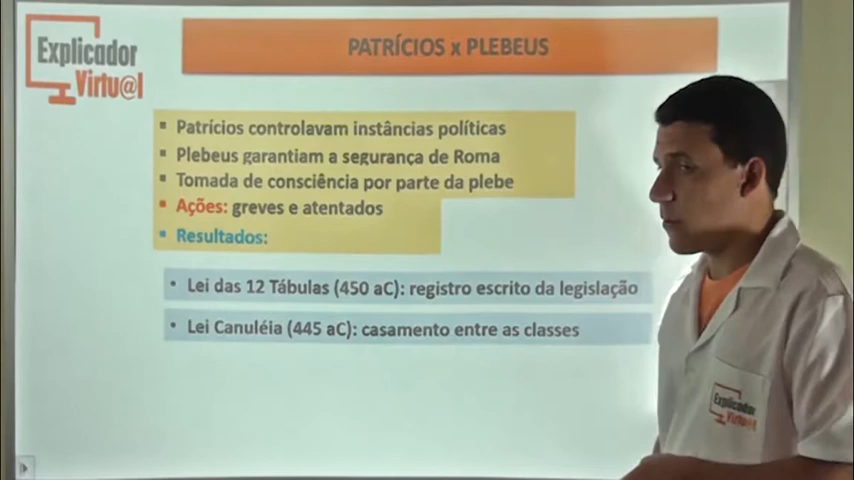 Explicador
Virtu@l
PATRÍCIOS x PLEBEUS
▪ Patrícios controlavam instâncias políticas
▪ Plebeus garantiam a segurança de Roma
▪ Tomada de consciência por parte da plebe
▪ Ações: greves e atentados
▪ Resultados:
• Lei das 12 Tábulas (450 aC): registro escrito da legislação
• Lei Canuléia (445 aC): casamento entre as classes
Explicador
Virtu@l